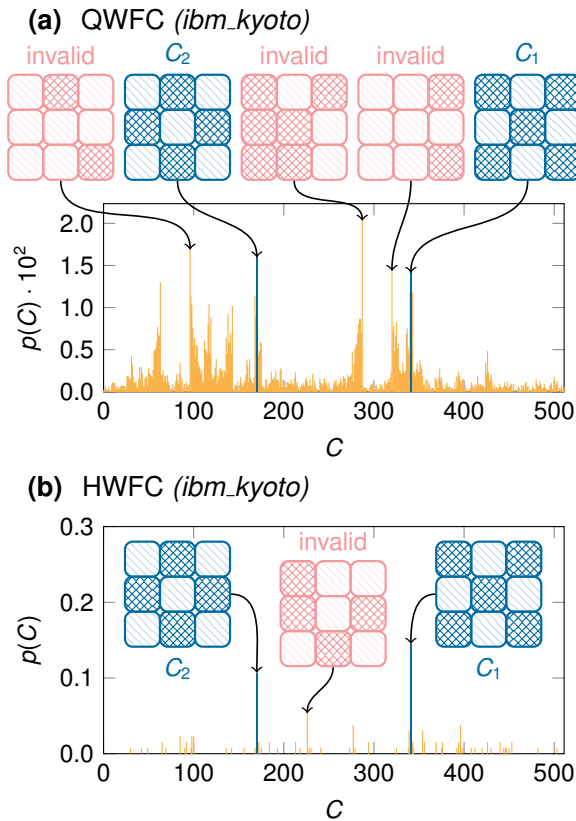 (a) QWFC (ibm_kyoto)
invalid C₂ invalid invalid C₁
p(C) · 10²
2.0
1.5
1.0
0.5
0.0
0 100 200 300 400 500
C
(b) HWFC (ibm_kyoto)
p(C)
0.3
0.2
0.1
0.0
invalid
C₂ C₁
0 100 200 300 400 500
C